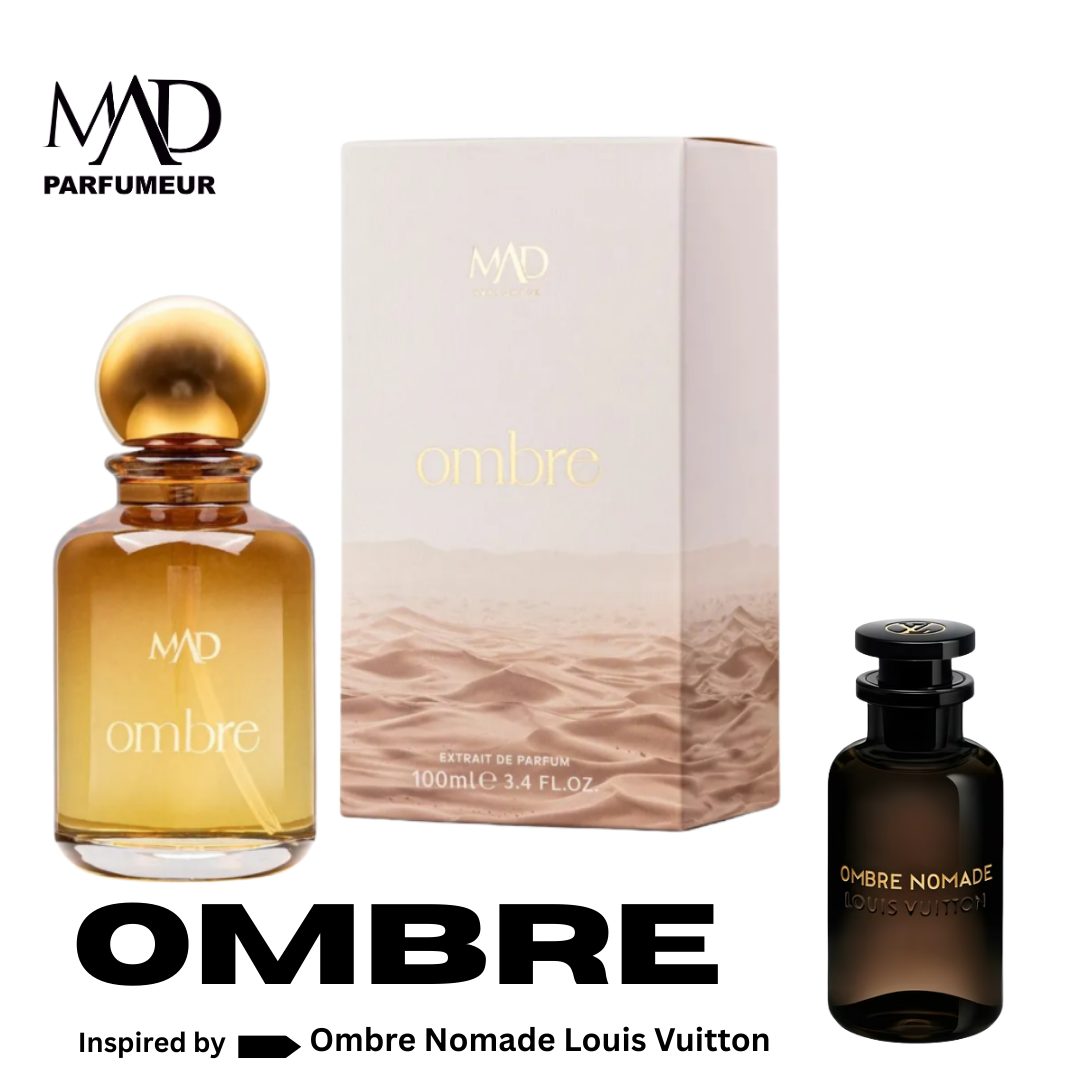 MAD
PARFUMEUR
MAD
ombre
EXTRAIT DE PARFUM
100ml℮ 3.4 FL.OZ.
MAD
ombre
OMBRE NOMADE
LOUIS VUITTON
OMBRE
Inspired by Ombre Nomade Louis Vuitton